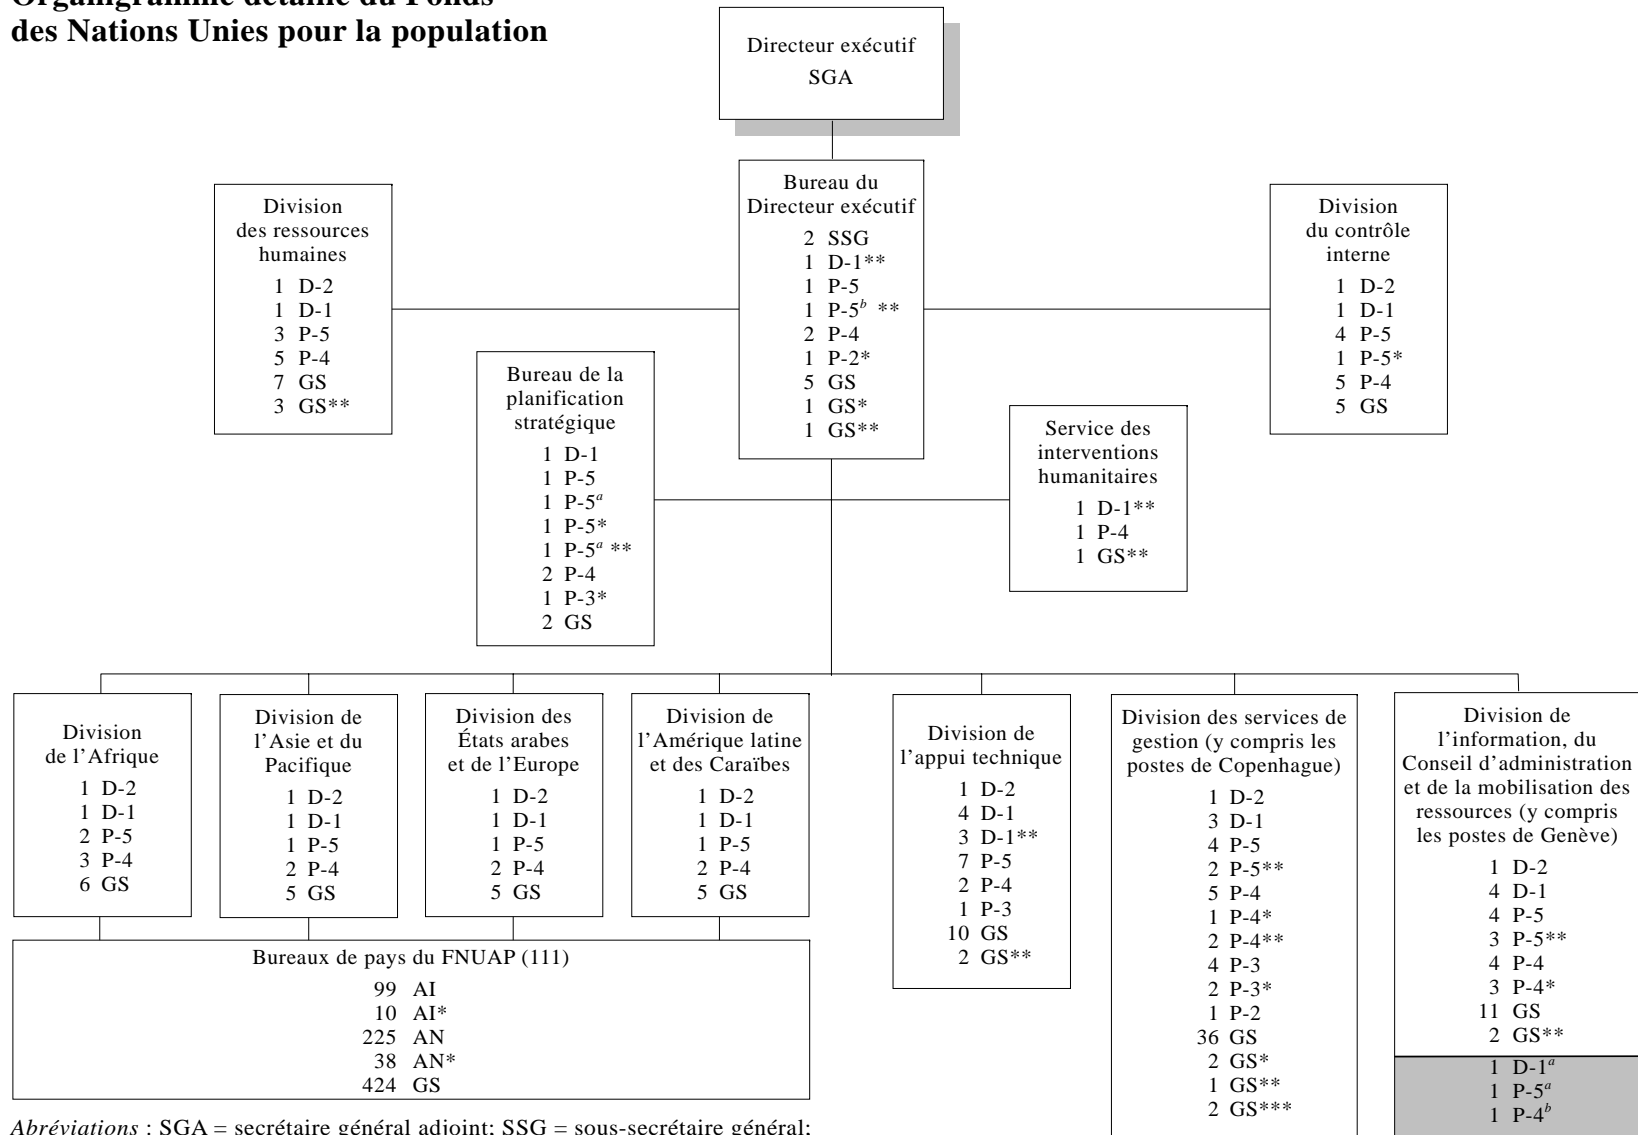 Organigramme détaillé du Fonds
des Nations Unies pour la population
Directeur exécutif
SGA
Bureau du
Directeur exécutif
2 SSG
1 D-1**
1 P-5
1 P-5b **
2 P-4
1 P-2*
5 GS
1 GS*
1 GS**
Division
des ressources
humaines
1 D-2
1 D-1
3 P-5
5 P-4
7 GS
3 GS**
Division
du contrôle
interne
1 D-2
1 D-1
4 P-5
1 P-5*
5 P-4
5 GS
Bureau de la
planification
stratégique
1 D-1
1 P-5
1 P-5a
1 P-5*
1 P-5a **
2 P-4
1 P-3*
2 GS
Service des
interventions
humanitaires
1 D-1**
1 P-4
1 GS**
Division
de l'Afrique
1 D-2
1 D-1
2 P-5
3 P-4
6 GS
Division de
l'Asie et du
Pacifique
1 D-2
1 D-1
1 P-5
2 P-4
5 GS
Division des
États arabes
et de l'Europe
1 D-2
1 D-1
1 P-5
2 P-4
5 GS
Division de
l'Amérique latine
et des Caraïbes
1 D-2
1 D-1
1 P-5
2 P-4
5 GS
Division de
l'appui technique
1 D-2
4 D-1
3 D-1**
7 P-5
2 P-4
1 P-3
10 GS
2 GS**
Division des services de
gestion (y compris les
postes de Copenhague)
1 D-2
3 D-1
4 P-5
2 P-5**
5 P-4
1 P-4*
2 P-4**
4 P-3
2 P-3*
1 P-2
36 GS
2 GS*
1 GS**
2 GS***
Division de
l'information, du
Conseil d'administration
et de la mobilisation des
ressources (y compris
les postes de Genève)
1 D-2
4 D-1
4 P-5
3 P-5**
4 P-4
3 P-4*
11 GS
2 GS**
1 D-1a
1 P-5a
1 P-4b
Bureaux de pays du FNUAP (111)
99 AI
10 AI*
225 AN
38 AN*
424 GS
Abréviations : SGA = secrétaire général adjoint; SSG = sous-secrétaire général;